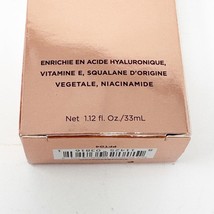 ENRICHIE EN ACIDE HYALURONIQUE,
VITAMINE E, SQUALANE D'ORIGINE
VEGETALE, NIACINAMIDE
Net 1.12 fl. Oz/33mL